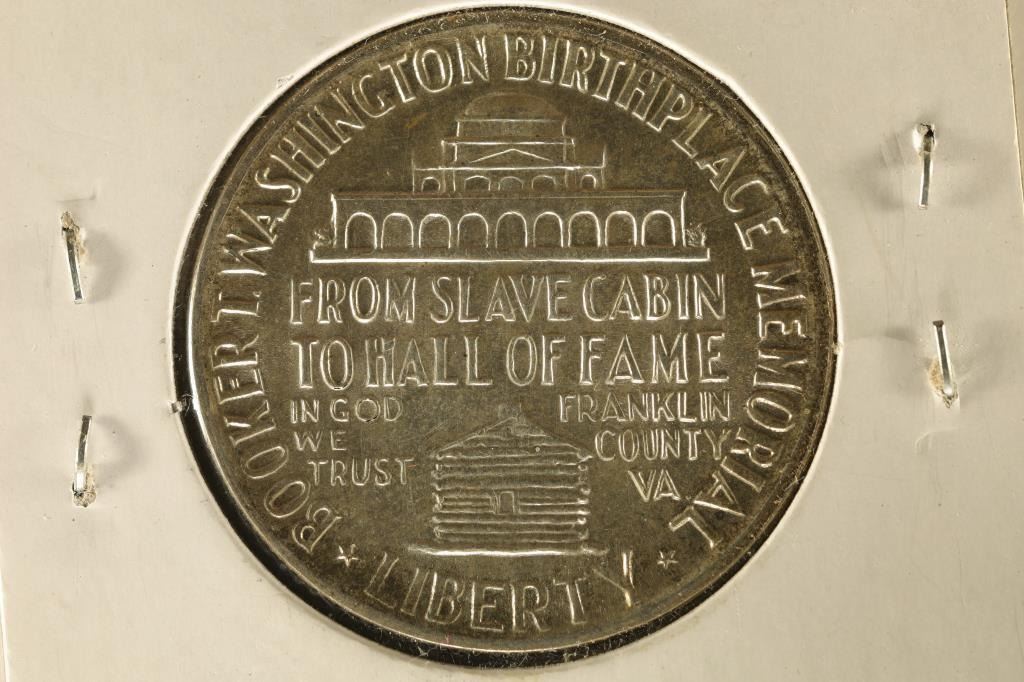 BOOKER T WASHINGTON BIRTHPLACE MEMORIAL
FROM SLAVE CABIN
TO HALL OF FAME
IN GOD
WE
TRUST
FRANKLIN
COUNTY
VA
LIBERTY